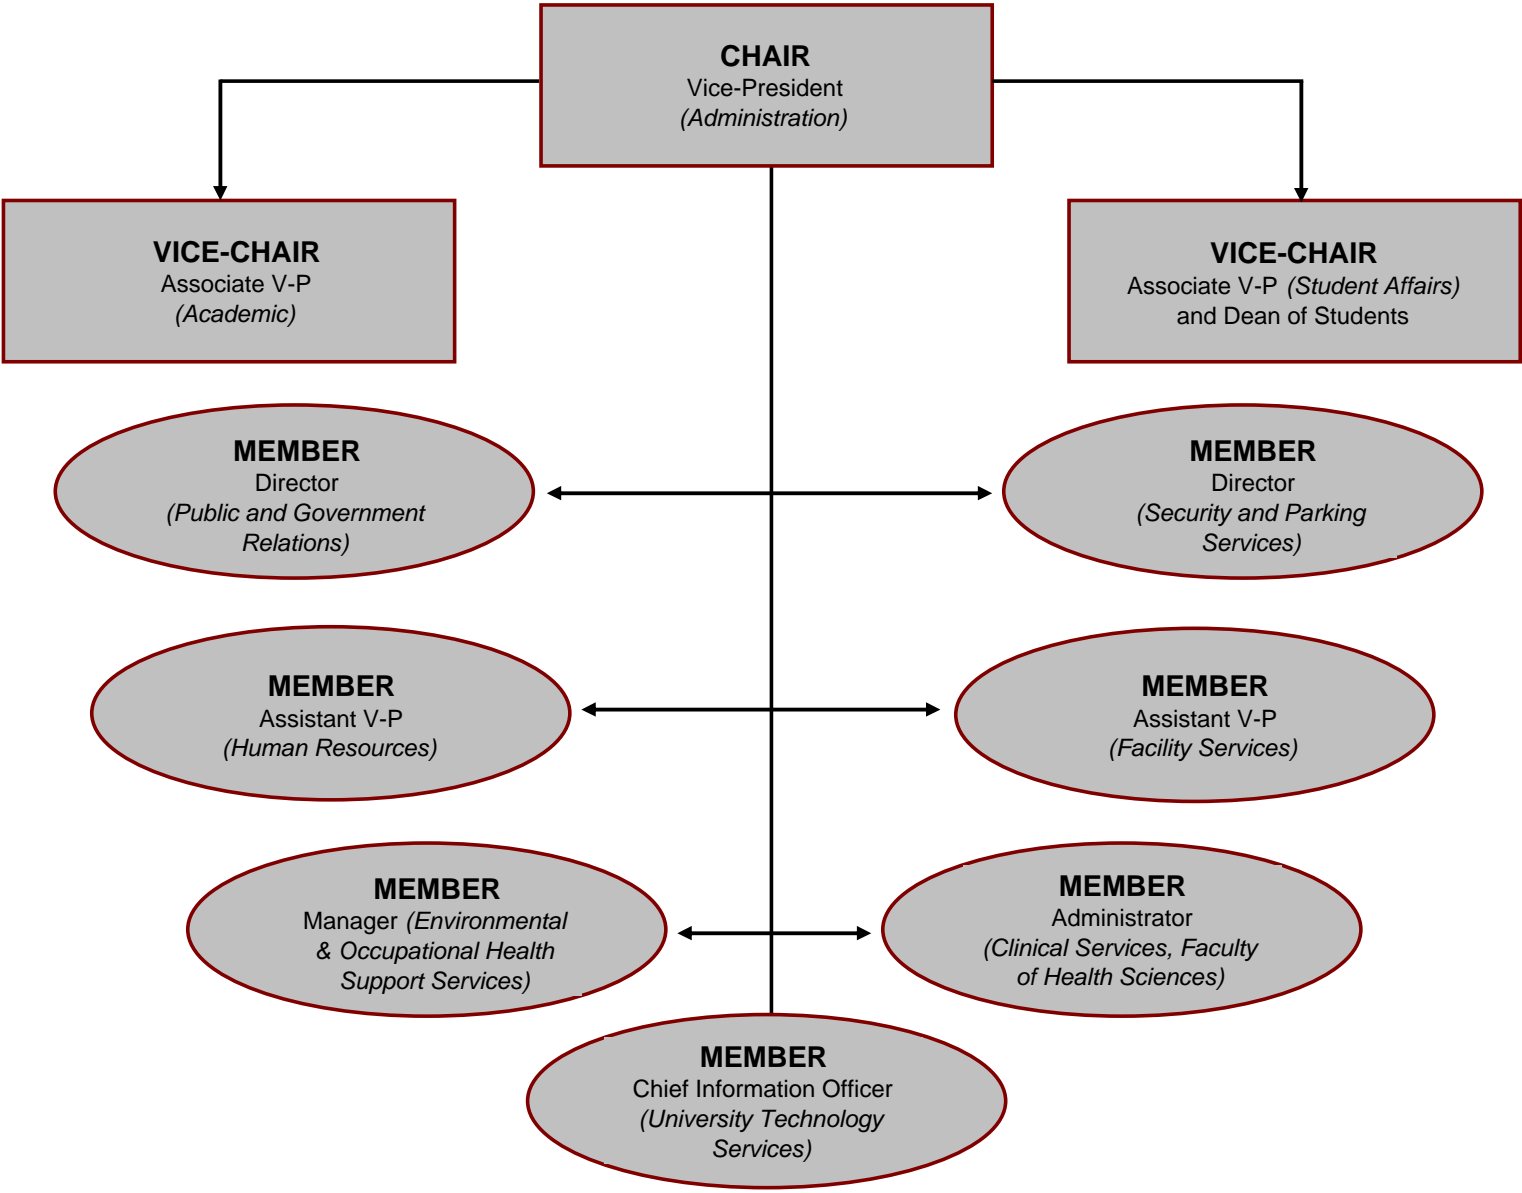 CHAIR
Vice-President
(Administration)
VICE-CHAIR
Associate V-P
(Academic)
VICE-CHAIR
Associate V-P (Student Affairs)
and Dean of Students
MEMBER
Director
(Public and Government
Relations)
MEMBER
Director
(Security and Parking
Services)
MEMBER
Assistant V-P
(Human Resources)
MEMBER
Assistant V-P
(Facility Services)
MEMBER
Manager (Environmental
& Occupational Health
Support Services)
MEMBER
Administrator
(Clinical Services, Faculty
of Health Sciences)
MEMBER
Chief Information Officer
(University Technology
Services)